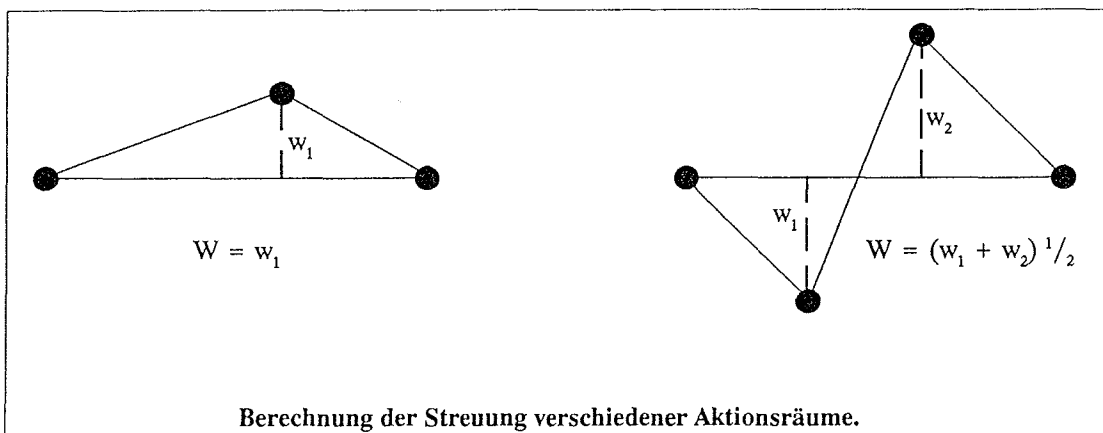 w₁
W = w₁
w₂
w₁
W = (w₁ + w₂) ¹/₂
Berechnung der Streuung verschiedener Aktionsräume.